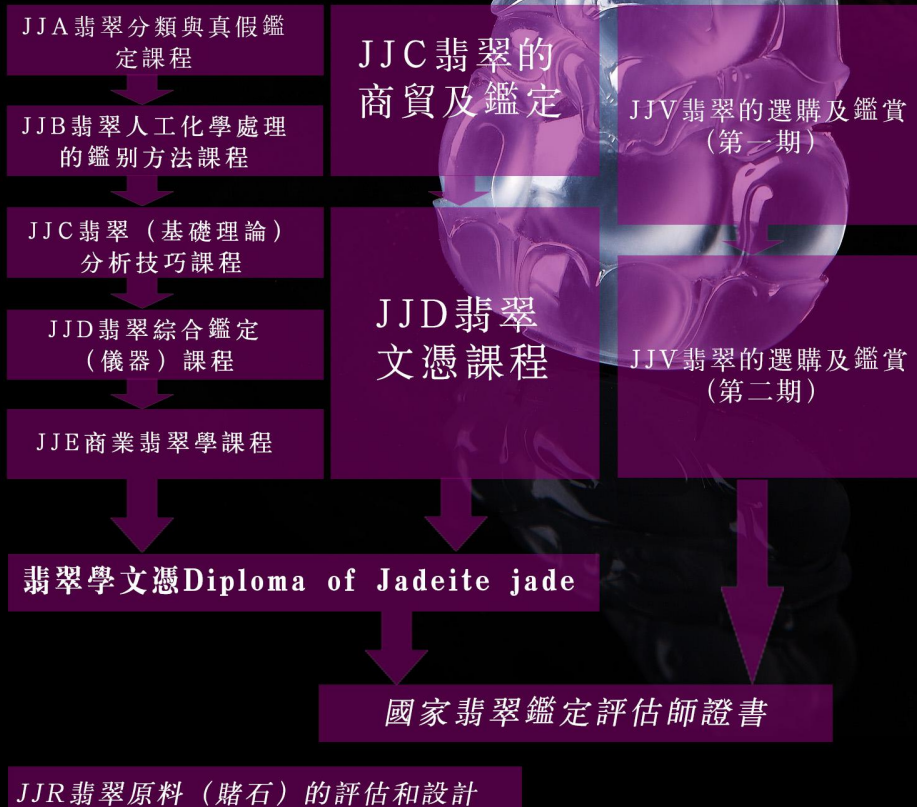 JJA翡翠分類與真假鑑
定課程
JJB翡翠人工化學處理
的鑑别方法課程
JJC翡翠（基礎理論）
分析技巧課程
JJD翡翠綜合鑑定
（儀器）課程
JJE商業翡翠學課程
JJC翡翠的
商貿及鑑定
JJD翡翠
文憑課程
JJV翡翠的選購及鑑賞
（第一期）
JJV翡翠的選購及鑑賞
（第二期）
翡翠學文憑Diploma of Jadeite jade
國家翡翠鑑定評估師證書
JJR翡翠原料（賭石）的評估和設計